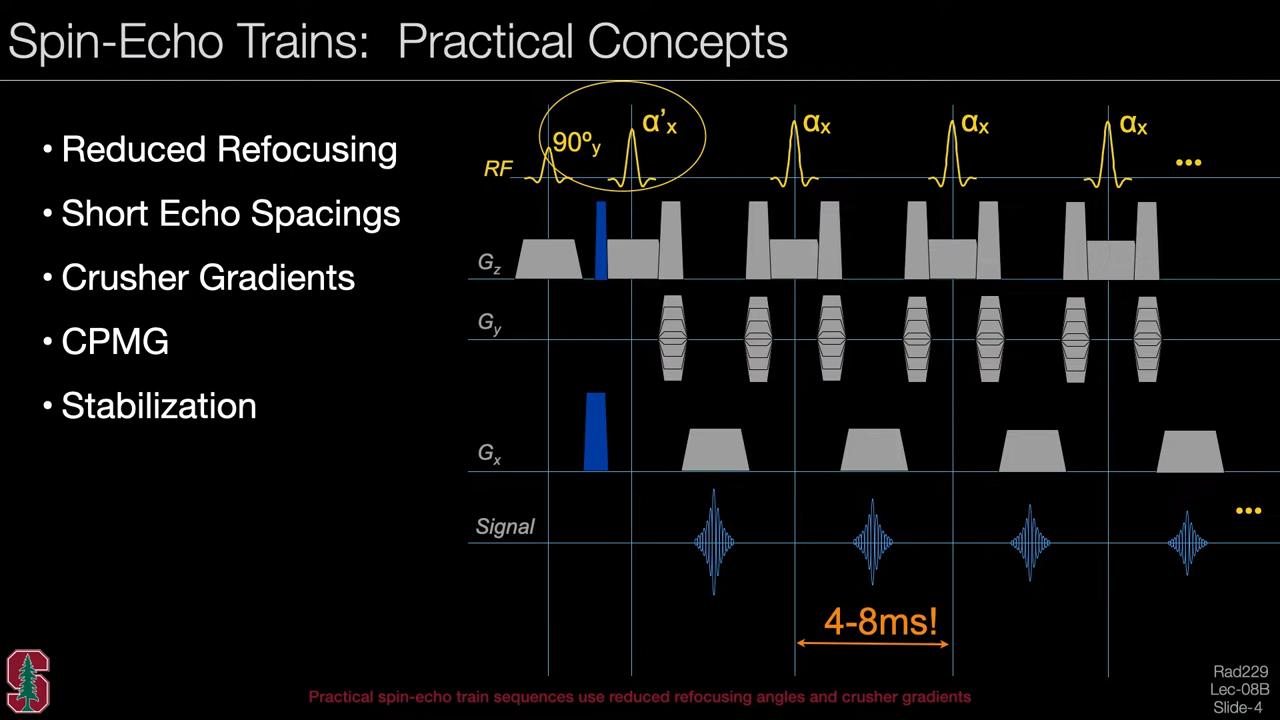 Spin-Echo Trains: Practical Concepts
• Reduced Refocusing
• Short Echo Spacings
• Crusher Gradients
• CPMG
• Stabilization
RF
90ºy
α’x
αx
αx
αx
...
Gz
Gy
Gx
Signal
...
4-8ms!
Practical spin-echo train sequences use reduced refocusing angles and crusher gradients
Rad229
Lec-08B
Slide-4
S